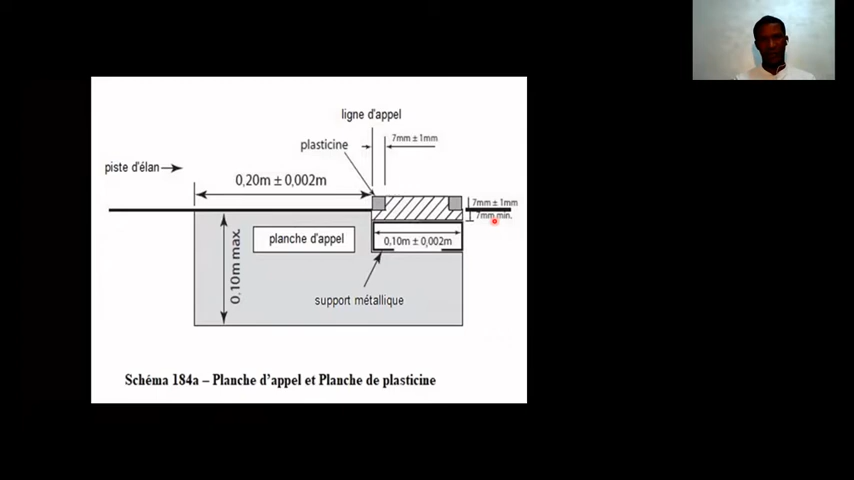 ligne d'appel
7mm ± 1mm
plasticine
piste d'élan
0,20m ± 0,002m
7mm ± 1mm
7mm min.
planche d'appel
0.10m ± 0,002m
0.10m max.
support métallique
Schéma 184a – Planche d'appel et Planche de plasticine